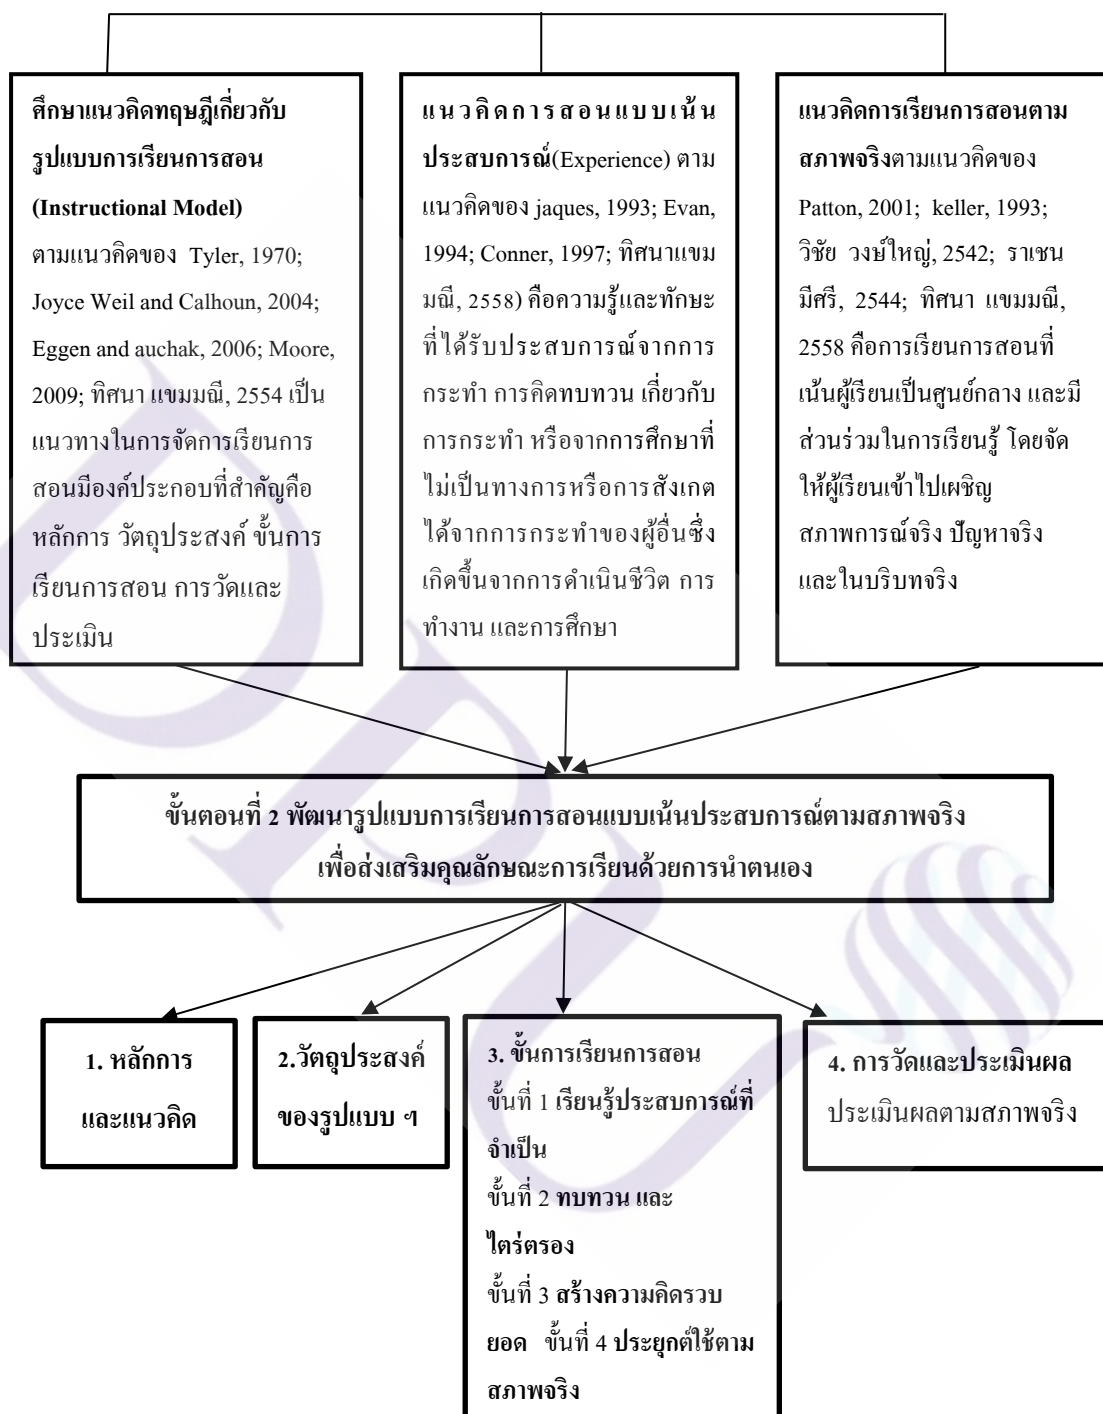 ศึกษาแนวคิดทฤษฎีเกี่ยวกับ
รูปแบบการเรียนการสอน
(Instructional Model)
ตามแนวคิดของ Tyler, 1970;
Joyce Weil and Calhoun, 2004;
Eggen and auchak, 2006; Moore,
2009; ทิศนา แขมมณี, 2554 เป็น
แนวทางในการจัดการเรียนการ
สอนมีองค์ประกอบที่สำคัญคือ
หลักการ วัตถุประสงค์ ขั้นการ
เรียนการสอน การวัดและ
ประเมิน
แนวคิดการสอนแบบเน้น
ประสบการณ์(Experience) ตาม
แนวคิดของ jaques, 1993; Evan,
1994; Conner, 1997; ทิศนาแขม
มณี, 2558) คือความรู้และทักษะ
ที่ได้รับประสบการณ์จากการ
กระทำ การคิดทบทวน เกี่ยวกับ
การกระทำ หรือจากการศึกษาที่
ไม่เป็นทางการหรือการสังเกต
ได้จากการกระทำของผู้อื่นซึ่ง
เกิดขึ้นจากการดำเนินชีวิต การ
ทำงาน และการศึกษา
แนวคิดการเรียนการสอนตาม
สภาพจริงตามแนวคิดของ
Patton, 2001; keller, 1993;
วิชัย วงษ์ใหญ่, 2542; ราเชน
มีศรี, 2544; ทิศนา แขมมณี,
2558 คือการเรียนการสอนที่
เน้นผู้เรียนเป็นศูนย์กลาง และมี
ส่วนร่วมในการเรียนรู้ โดยจัด
ให้ผู้เรียนเข้าไปเผชิญ
สภาพการณ์จริง ปัญหาจริง
และในบริบทจริง
ขั้นตอนที่ 2 พัฒนารูปแบบการเรียนการสอนแบบเน้นประสบการณ์ตามสภาพจริง
เพื่อส่งเสริมคุณลักษณะการเรียนด้วยการนำตนเอง
1. หลักการ
และแนวคิด
2.วัตถุประสงค์
ของรูปแบบ ฯ
3. ขั้นการเรียนการสอน
ขั้นที่ 1 เรียนรู้ประสบการณ์ที่
จำเป็น
ขั้นที่ 2 ทบทวน และ
ไตร่ตรอง
ขั้นที่ 3 สร้างความคิดรวบ
ยอด ขั้นที่ 4 ประยุกต์ใช้ตาม
สภาพจริง
4. การวัดและประเมินผล
ประเมินผลตามสภาพจริง
DPU